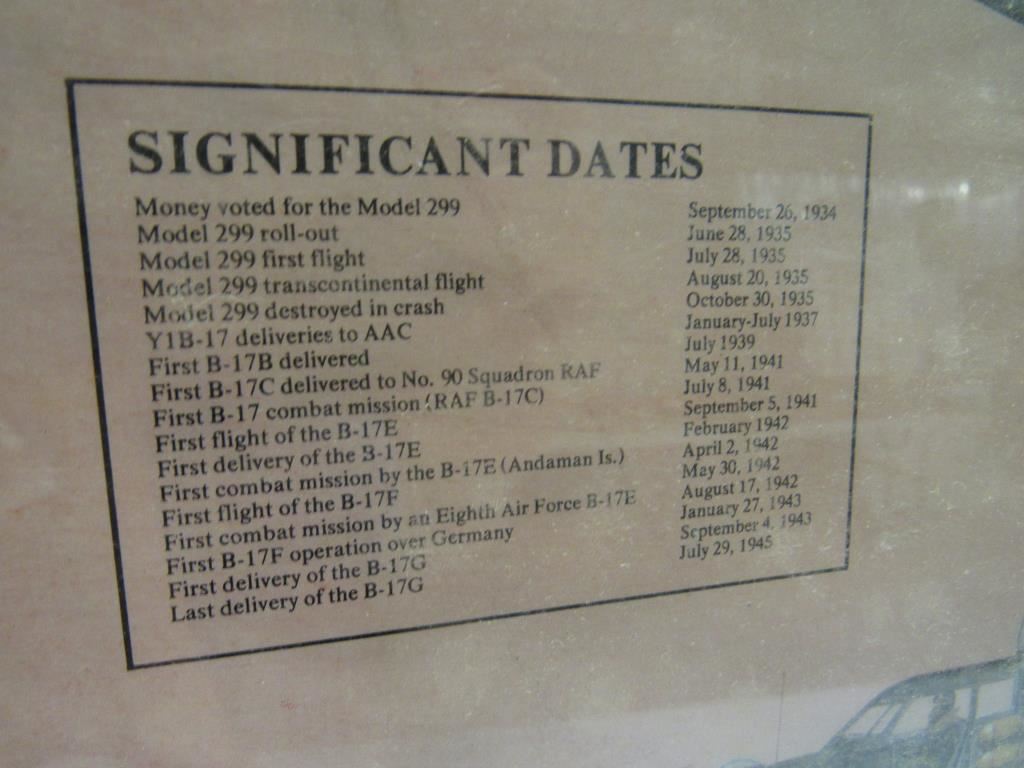 SIGNIFICANT DATES
Money voted for the Model 299 September 26, 1934
Model 299 roll-out June 28, 1935
Model 299 first flight July 28, 1935
Model 299 transcontinental flight August 20, 1935
Model 299 destroyed in crash October 30, 1935
Y1B-17 deliveries to AAC January-July 1937
First B-17B delivered July 1939
First B-17C delivered to No. 90 Squadron RAF May 11, 1941
First B-17 combat mission (RAF B-17C) July 8, 1941
First flight of the B-17E September 5, 1941
First delivery of the B-17E February 1942
First combat mission by the B-17E (Andaman Is.) April 2, 1942
First flight of the B-17F May 30, 1942
First combat mission by an Eighth Air Force B-17E August 17, 1942
First B-17F operation over Germany January 27, 1943
First delivery of the B-17G September 4, 1943
Last delivery of the B-17G July 29, 1945